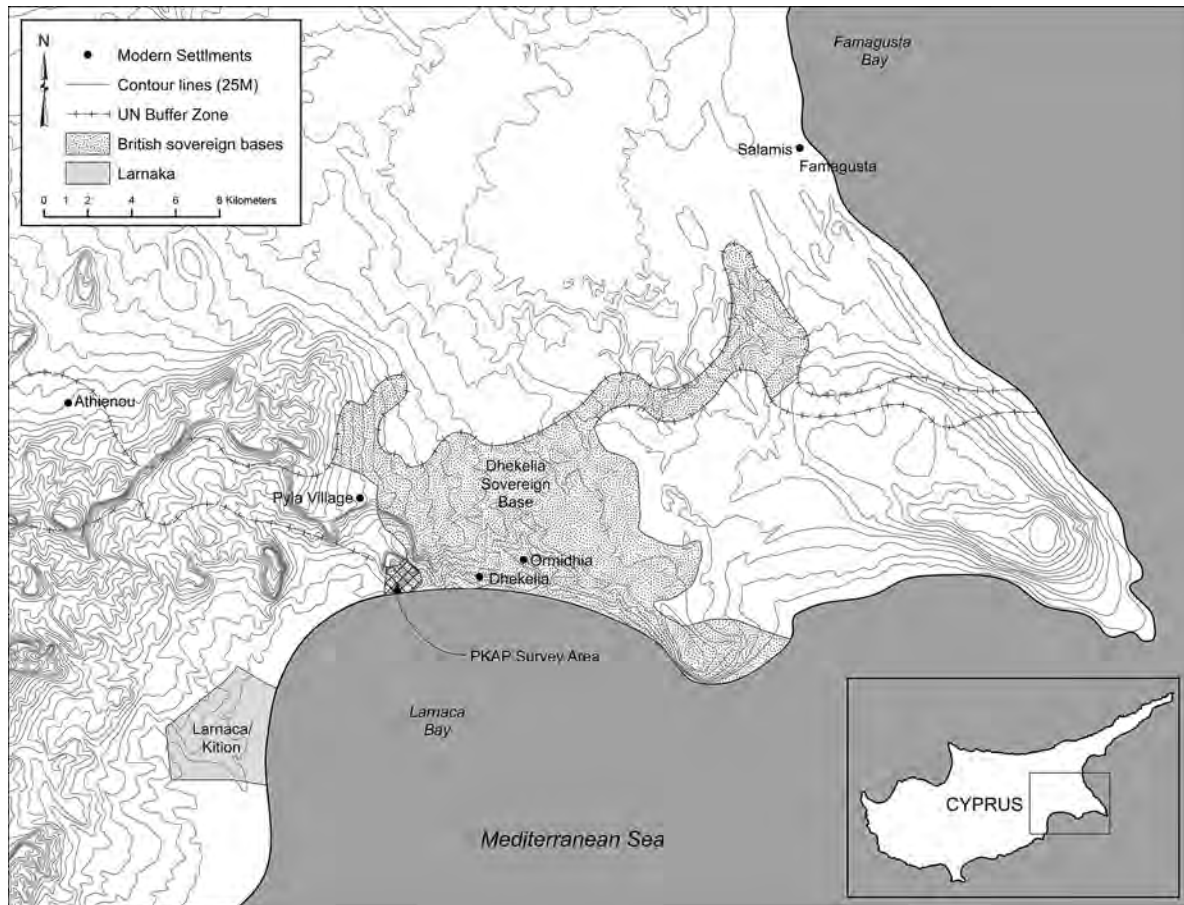 N
Modern Settlments
Contour lines (25M)
UN Buffer Zone
British sovereign bases
Larnaka
0 1 2 4 6 8 Kilometers
Famagusta
Bay
Salamis
Famagusta
Athienou
Pyla Village
Dhekelia
Sovereign
Base
Ormidhia
Dhekelia
PKAP Survey Area
Larnaca/
Kition
Larnaca
Bay
Mediterranean Sea
CYPRUS